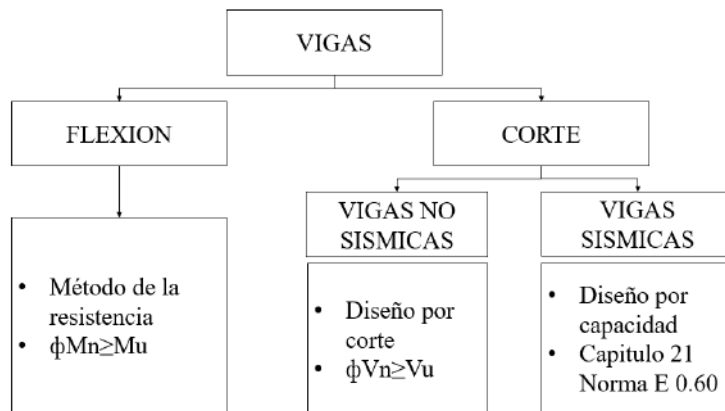 VIGAS
FLEXION
CORTE
VIGAS NO
SISMICAS
VIGAS
SISMICAS
• Método de la
resistencia
• ϕMn≥Mu
• Diseño por
corte
• ϕVn≥Vu
• Diseño por
capacidad
• Capitulo 21
Norma E 0.60